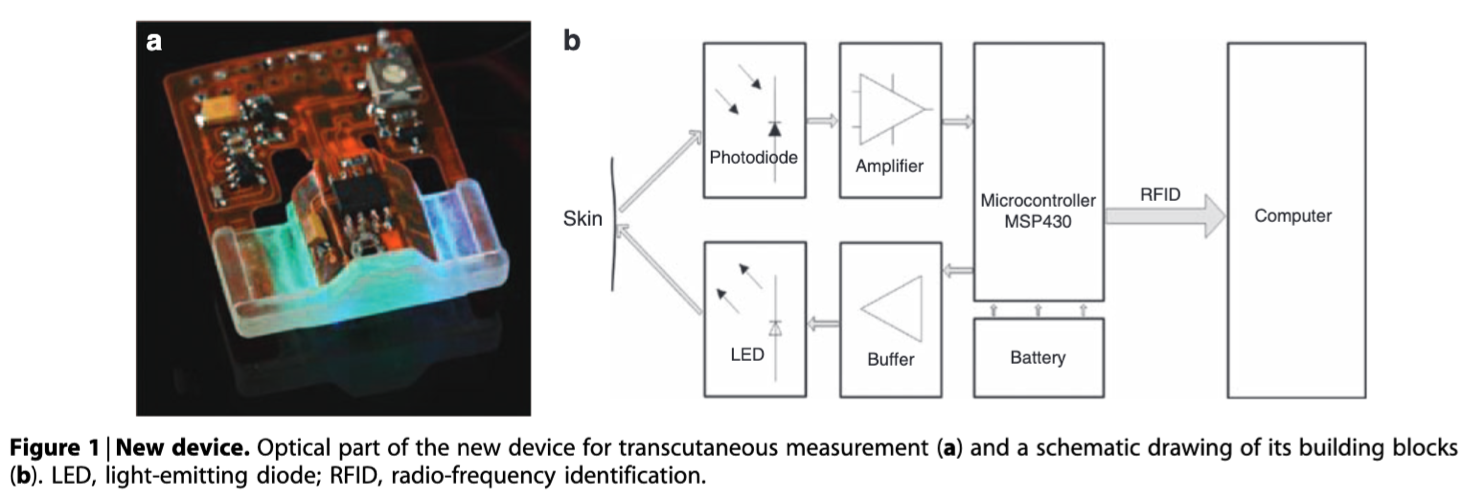 a
b
Photodiode
Amplifier
Skin
Microcontroller
MSP430
RFID
Computer
LED
Buffer
Battery
Figure 1 | New device. Optical part of the new device for transcutaneous measurement (a) and a schematic drawing of its building blocks
(b). LED, light-emitting diode; RFID, radio-frequency identification.